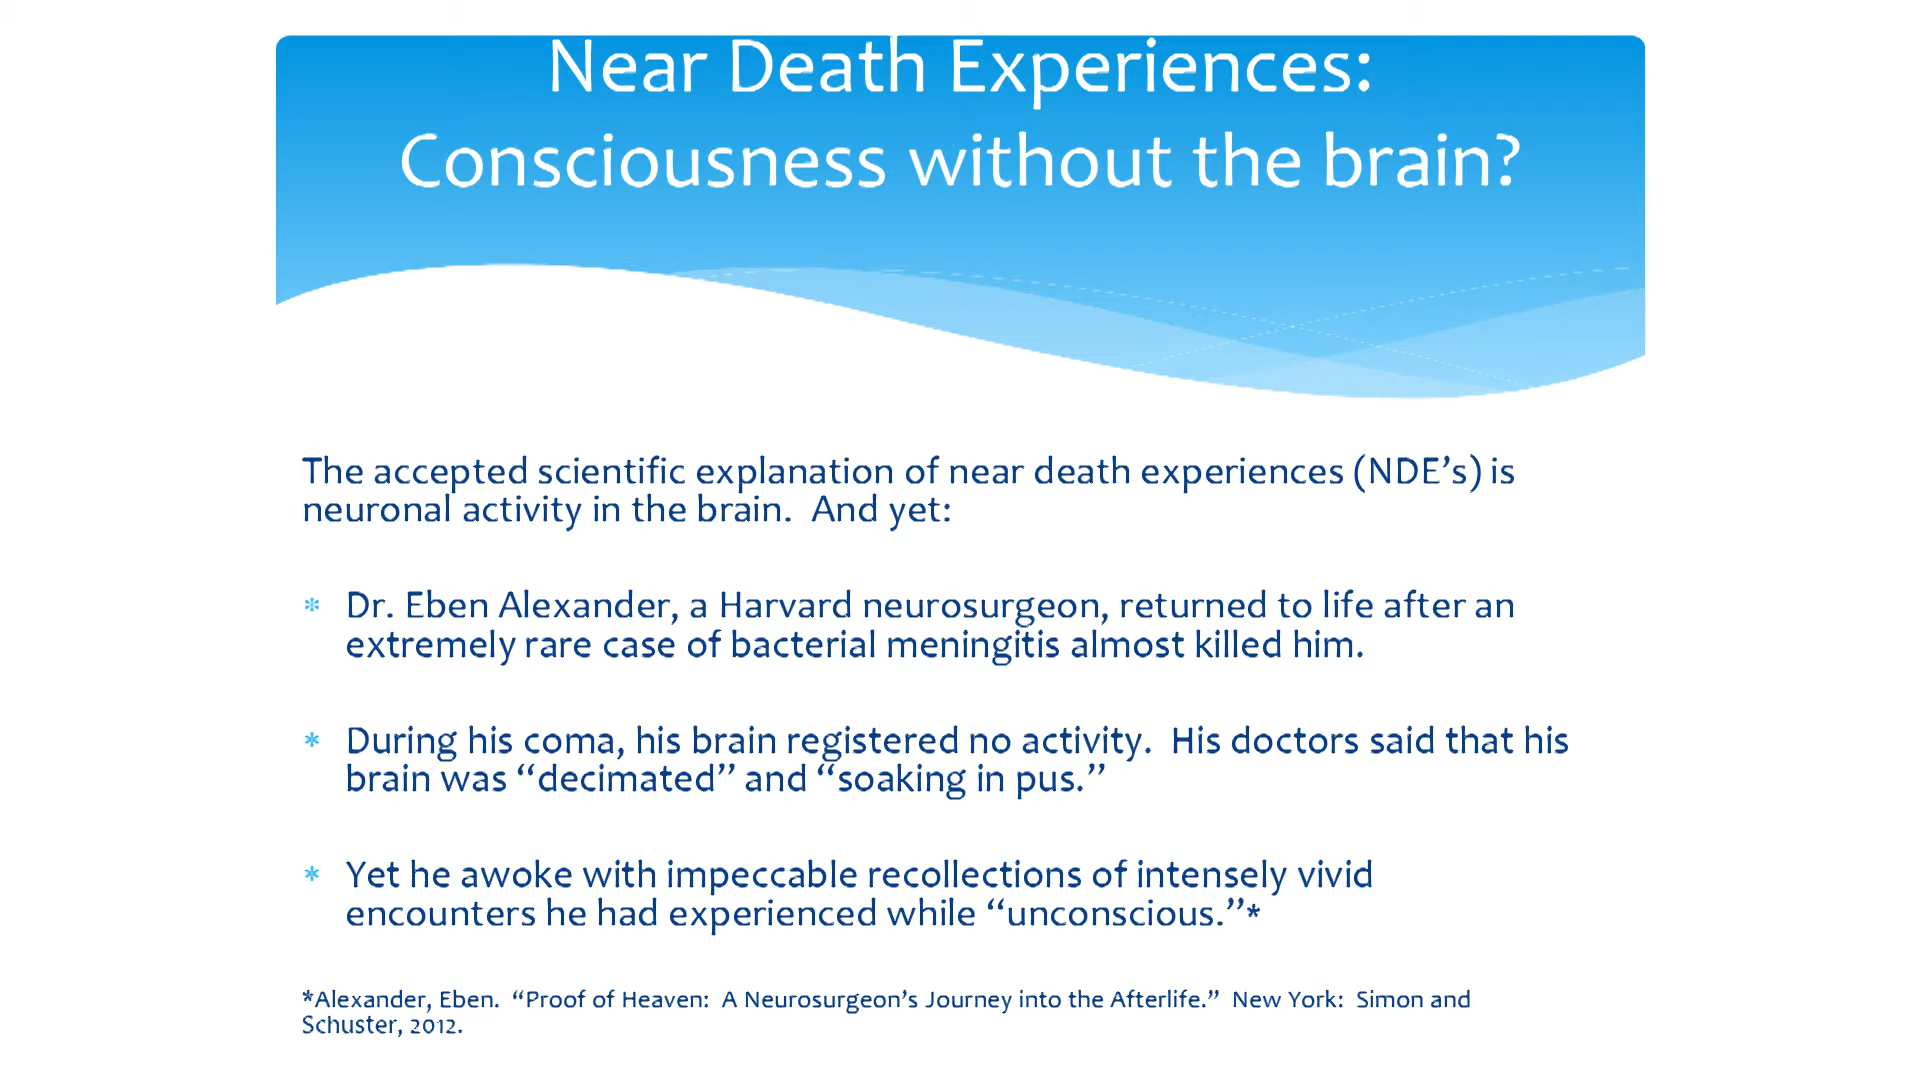 Near Death Experiences:
Consciousness without the brain?
The accepted scientific explanation of near death experiences (NDE’s) is
neuronal activity in the brain.  And yet:
* Dr. Eben Alexander, a Harvard neurosurgeon, returned to life after an
extremely rare case of bacterial meningitis almost killed him.
* During his coma, his brain registered no activity.  His doctors said that his
brain was “decimated” and “soaking in pus.”
* Yet he awoke with impeccable recollections of intensely vivid
encounters he had experienced while “unconscious.”*
*Alexander, Eben.  “Proof of Heaven:  A Neurosurgeon’s Journey into the Afterlife.”  New York:  Simon and
Schuster, 2012.